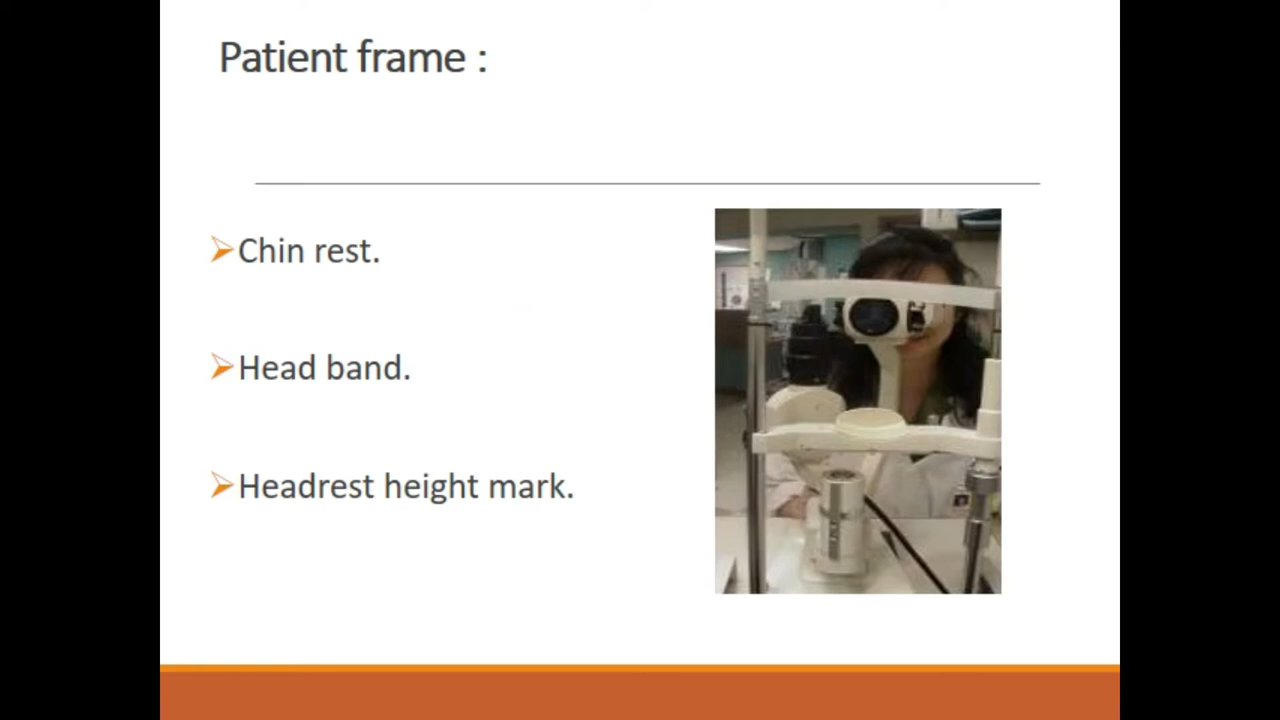 Patient frame :
Chin rest.
Head band.
Headrest height mark.